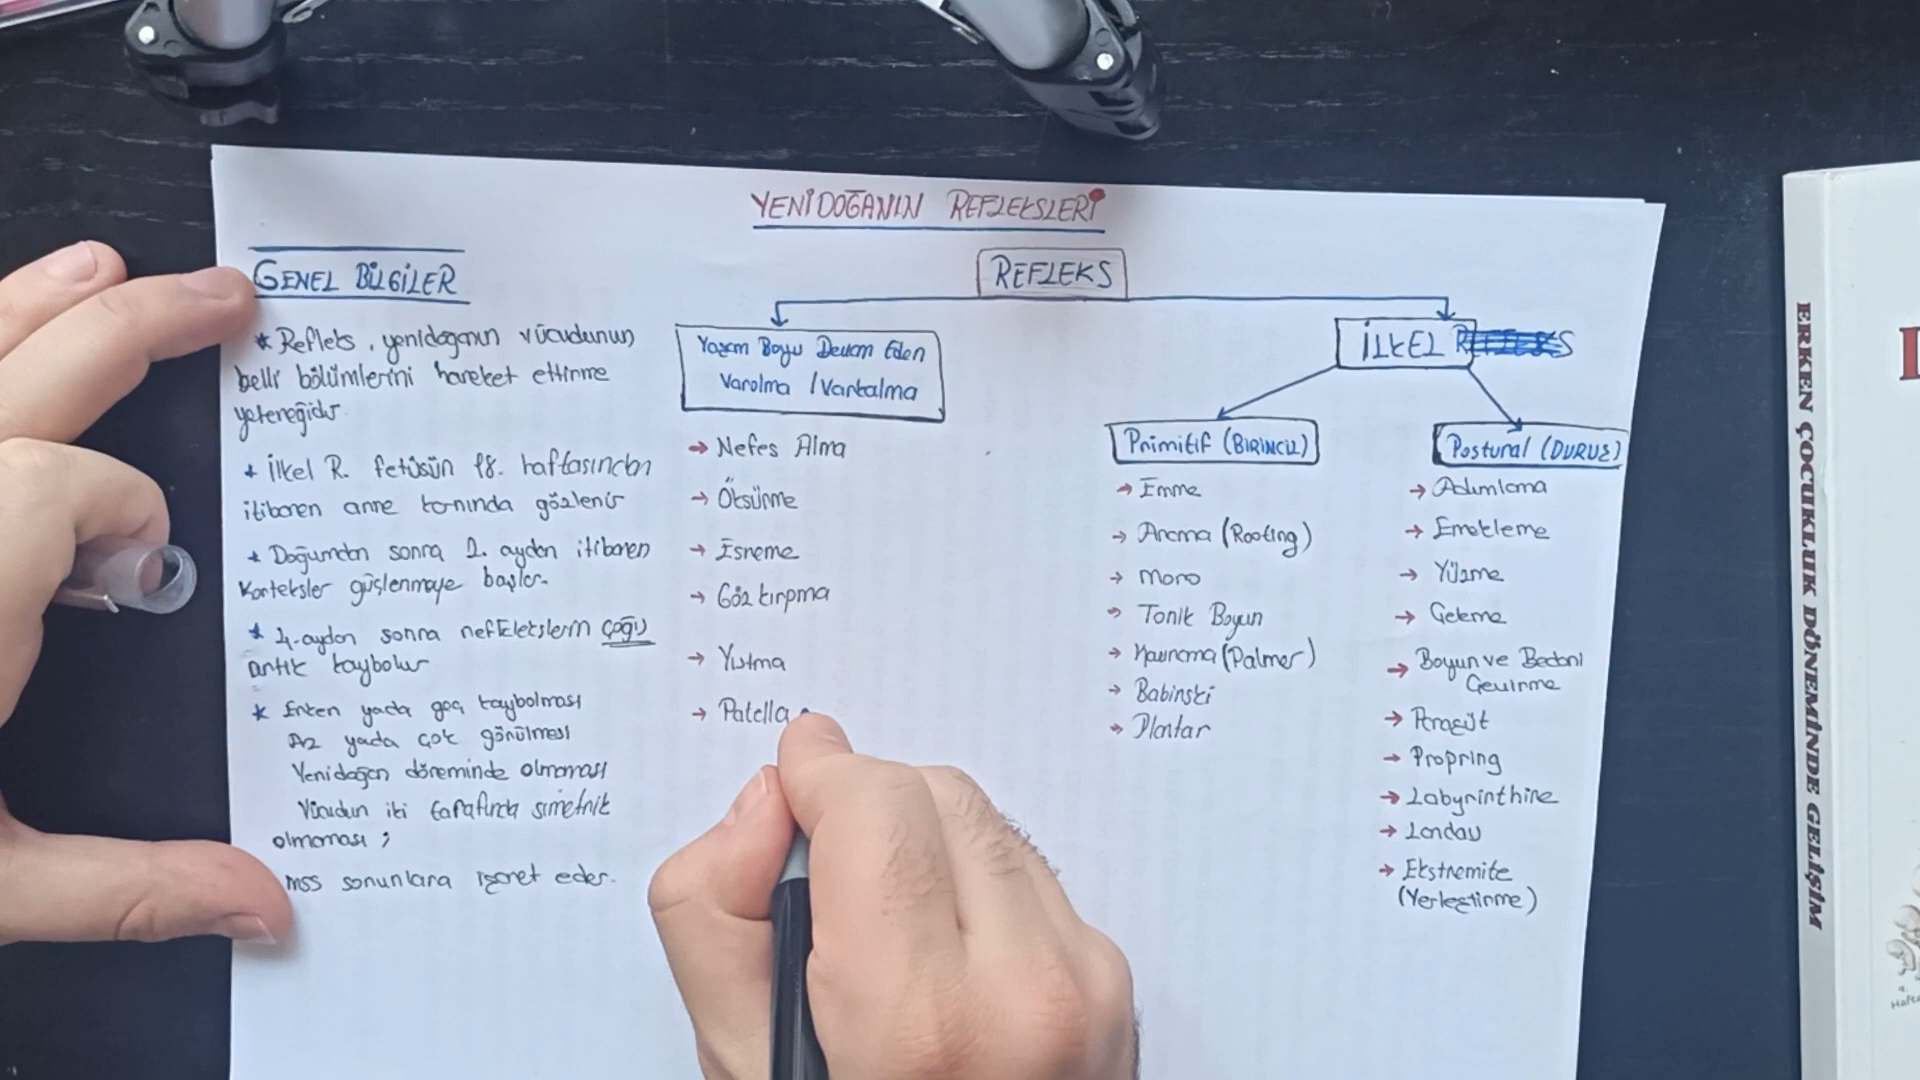 YENİDOĞANIN REFLEKSLERİ
GENEL BİLGİLER
* Refleks, yenidoğanın vücudunun
belli bölümlerini hareket ettirme
yeteneğidir.
* İlkel R. fetüsün 18. haftasından
itibaren anne karnında gözlenir
* Doğumdan sonra 2. aydan itibaren
Korteksler güçlenmeye başlar.
* 4. aydan sonra reflekslerin çoğu
artık kaybolur
* Erken yada geç kaybolması
Az yada çok görülmesi
Yenidoğan döneminde olmaması
Vücudun iki tarafında simetrik
olmaması ;
MSS sorunlara işaret eder.
REFLEKS
Yaşam Boyu Devam Eden
Varolma / Varkalma
→ Nefes Alma
→ Öksürme
→ Esneme
→ Göz kırpma
→ Yutma
→ Patella
İLKEL
Primitif (BİRİNCİL)
→ Emme
→ Arama (Rooting)
→ Moro
→ Tonik Boyun
→ Kavrama (Palmer)
→ Babinski
→ Plantar
Postural (DURUŞ)
→ Adımlama
→ Emekleme
→ Yüzme
→ Çekme
→ Boyun ve Bedeni
Çevirme
→ Paraşüt
→ Propring
→ Labyrinthine
→ Landau
→ Ekstremite
(Yerleştirme)
ERKEN ÇOCUKLUK DÖNEMİNDE GELİŞİM